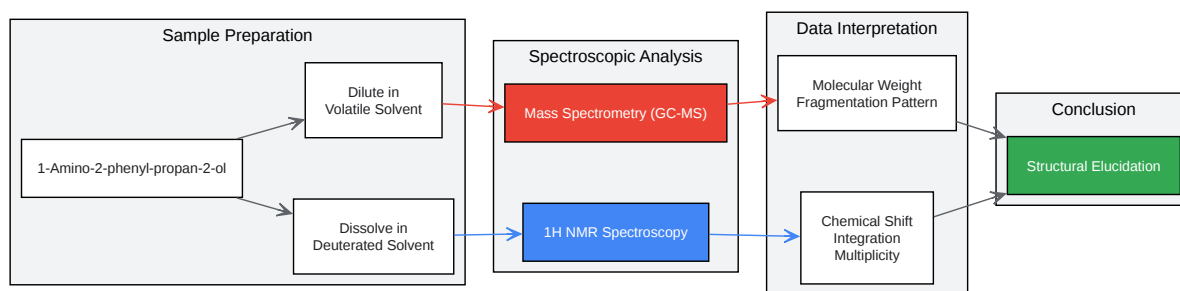 Sample Preparation
1-Amino-2-phenyl-propan-2-ol
Dilute in
Volatile Solvent
Dissolve in
Deuterated Solvent
Spectroscopic Analysis
Mass Spectrometry (GC-MS)
1H NMR Spectroscopy
Data Interpretation
Molecular Weight
Fragmentation Pattern
Chemical Shift
Integration
Multiplicity
Conclusion
Structural Elucidation